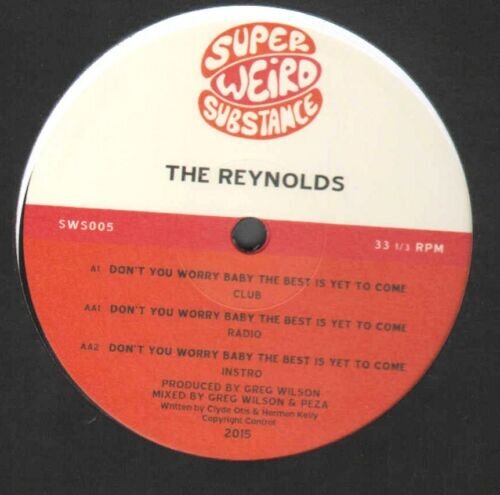 SUPER
WEIRD
SUBSTANCE
THE REYNOLDS
SWS005
33 1/3 RPM
A1 DON'T YOU WORRY BABY THE BEST IS YET TO COME
CLUB
AA1 DON'T YOU WORRY BABY THE BEST IS YET TO COME
RADIO
AA2 DON'T YOU WORRY BABY THE BEST IS YET TO COME
INSTRO
PRODUCED BY GREG WILSON
MIXED BY GREG WILSON & PEZA
Written by Clyde Otis & Herman Kelly
Copyright Control
2015